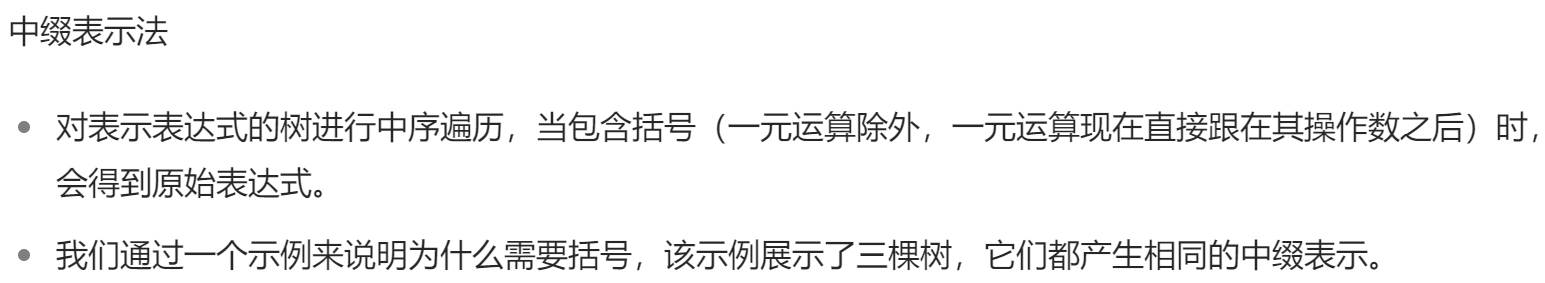 中缀表示法
• 对表示表达式的树进行中序遍历，当包含括号（一元运算除外，一元运算现在直接跟在其操作数之后）时，
会得到原始表达式。
• 我们通过一个示例来说明为什么需要括号，该示例展示了三棵树，它们都产生相同的中缀表示。